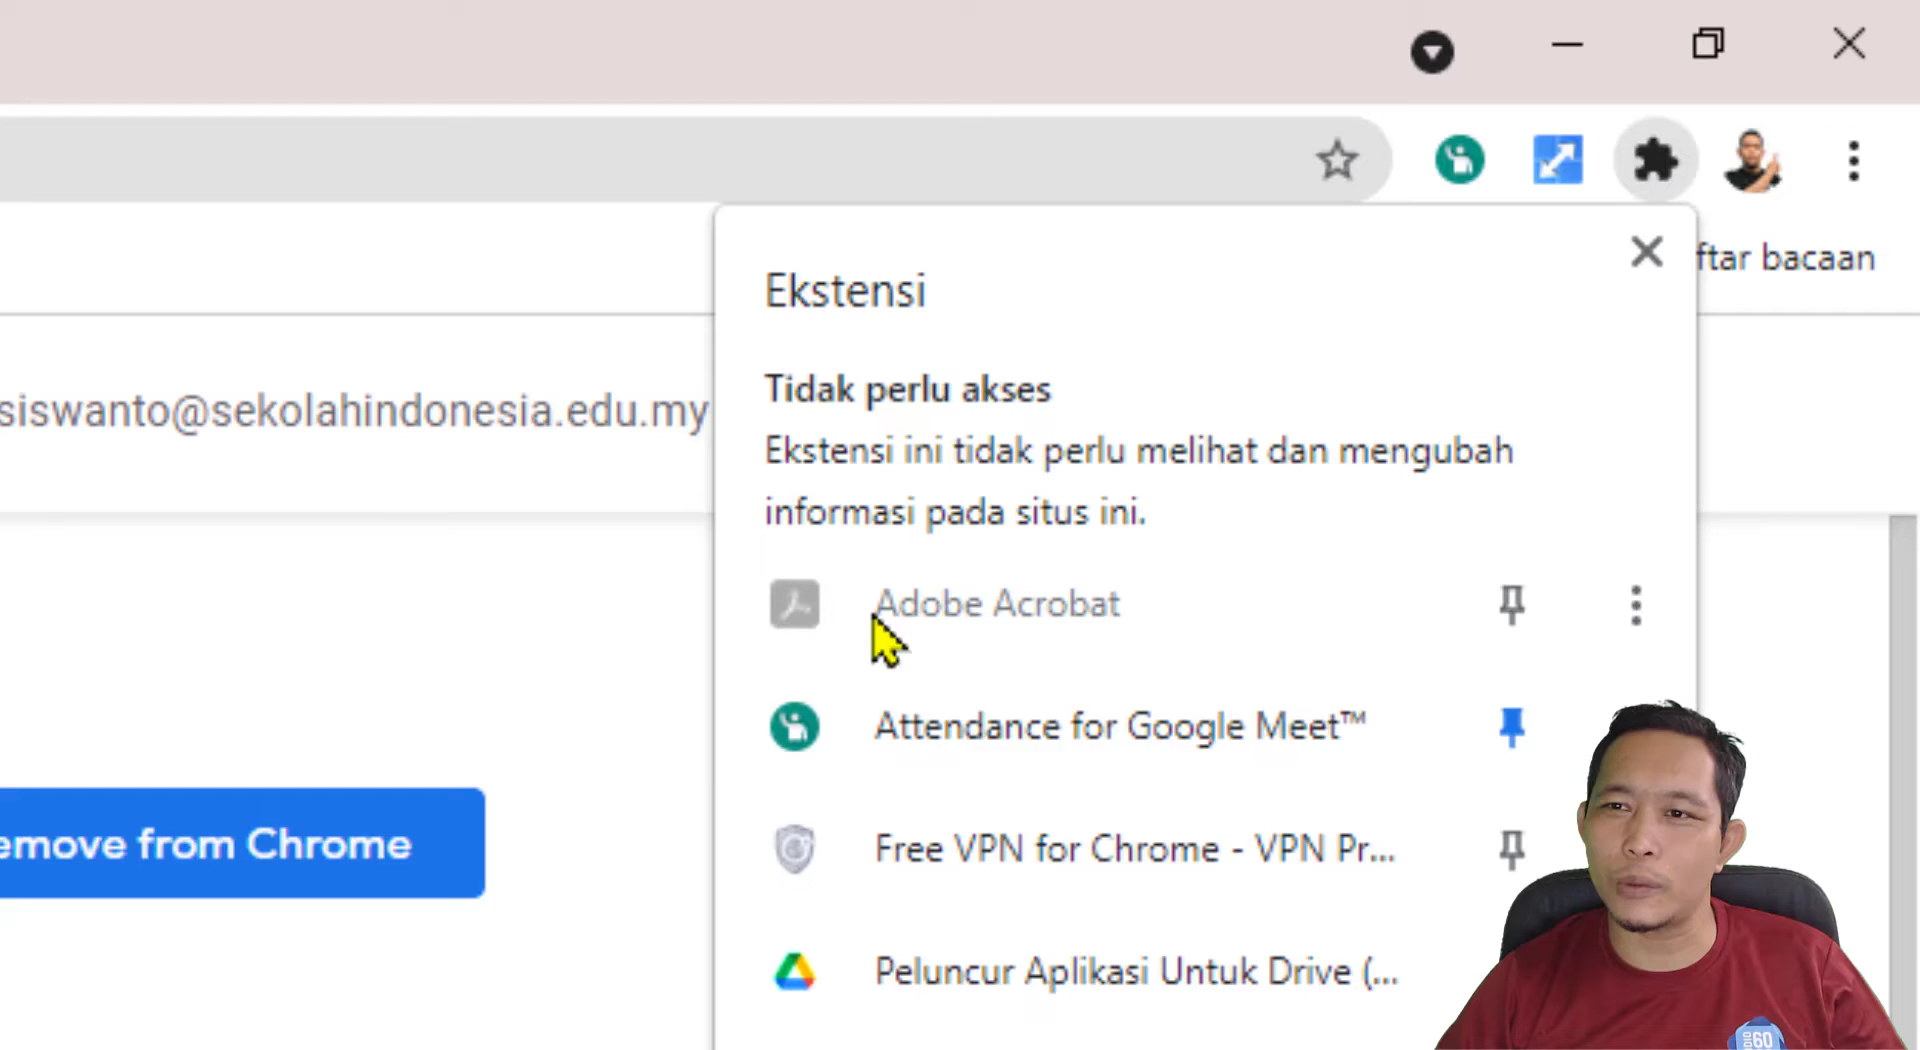 ftar bacaan
Ekstensi
Tidak perlu akses
siswanto@sekolahindonesia.edu.my
Ekstensi ini tidak perlu melihat dan mengubah
informasi pada situs ini.
Adobe Acrobat
Attendance for Google Meet™
emove from Chrome
Free VPN for Chrome - VPN Pr...
Peluncur Aplikasi Untuk Drive (...
60